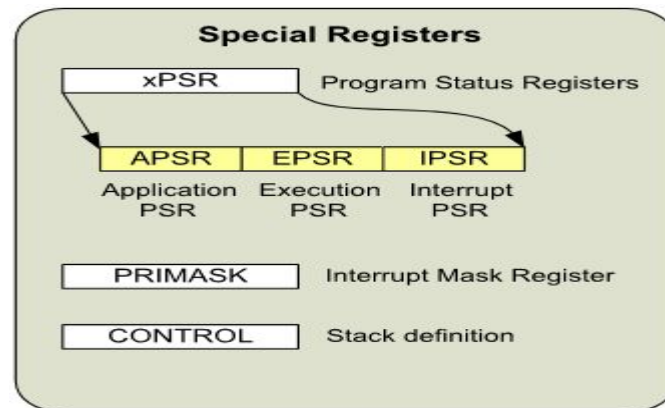 Special Registers
xPSR Program Status Registers
APSR EPSR IPSR
Application Execution Interrupt
PSR PSR PSR
PRIMASK Interrupt Mask Register
CONTROL Stack definition